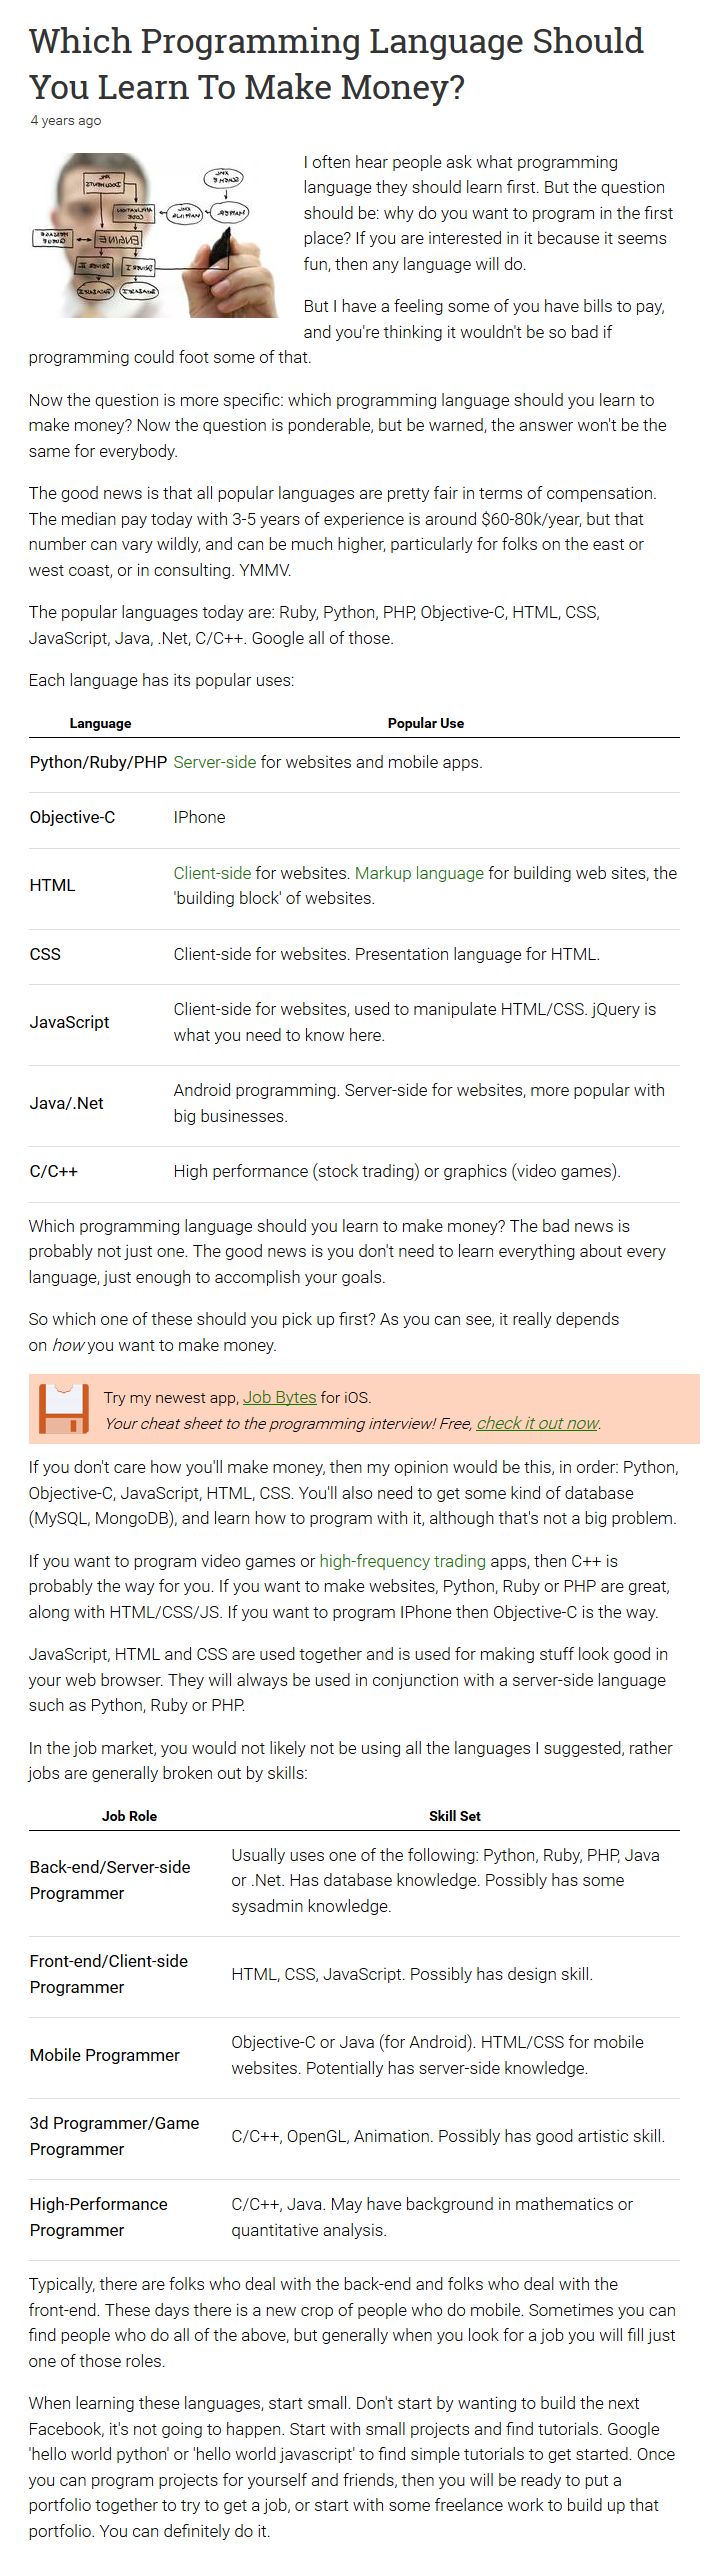 Which Programming Language Should
You Learn To Make Money?
4 years ago
I often hear people ask what programming
language they should learn first. But the question
should be: why do you want to program in the first
place? If you are interested in it because it seems
fun, then any language will do.
But I have a feeling some of you have bills to pay,
and you're thinking it wouldn't be so bad if
programming could foot some of that.
Now the question is more specific: which programming language should you learn to
make money? Now the question is ponderable, but be warned, the answer won't be the
same for everybody.
The good news is that all popular languages are pretty fair in terms of compensation.
The median pay today with 3-5 years of experience is around $60-80k/year, but that
number can vary wildly, and can be much higher, particularly for folks on the east or
west coast, or in consulting. YMMV.
The popular languages today are: Ruby, Python, PHP, Objective-C, HTML, CSS,
JavaScript, Java, .Net, C/C++. Google all of those.
Each language has its popular uses:
Language Popular Use
Python/Ruby/PHP Server-side for websites and mobile apps.
Objective-C IPhone
HTML Client-side for websites. Markup language for building web sites, the
'building block' of websites.
CSS Client-side for websites. Presentation language for HTML.
JavaScript Client-side for websites, used to manipulate HTML/CSS. jQuery is
what you need to know here.
Java/.Net Android programming. Server-side for websites, more popular with
big businesses.
C/C++ High performance (stock trading) or graphics (video games).
Which programming language should you learn to make money? The bad news is
probably not just one. The good news is you don't need to learn everything about every
language, just enough to accomplish your goals.
So which one of these should you pick up first? As you can see, it really depends
on how you want to make money.
Try my newest app, Job Bytes for iOS.
Your cheat sheet to the programming interview! Free, check it out now.
If you don't care how you'll make money, then my opinion would be this, in order: Python,
Objective-C, JavaScript, HTML, CSS. You'll also need to get some kind of database
(MySQL, MongoDB), and learn how to program with it, although that's not a big problem.
If you want to program video games or high-frequency trading apps, then C++ is
probably the way for you. If you want to make websites, Python, Ruby or PHP are great,
along with HTML/CSS/JS. If you want to program IPhone then Objective-C is the way.
JavaScript, HTML and CSS are used together and is used for making stuff look good in
your web browser. They will always be used in conjunction with a server-side language
such as Python, Ruby or PHP.
In the job market, you would not likely not be using all the languages I suggested, rather
jobs are generally broken out by skills:
Job Role Skill Set
Back-end/Server-side
Programmer
Usually uses one of the following: Python, Ruby, PHP, Java
or .Net. Has database knowledge. Possibly has some
sysadmin knowledge.
Front-end/Client-side
Programmer
HTML, CSS, JavaScript. Possibly has design skill.
Mobile Programmer
Objective-C or Java (for Android). HTML/CSS for mobile
websites. Potentially has server-side knowledge.
3d Programmer/Game
Programmer
C/C++, OpenGL, Animation. Possibly has good artistic skill.
High-Performance
Programmer
C/C++, Java. May have background in mathematics or
quantitative analysis.
Typically, there are folks who deal with the back-end and folks who deal with the
front-end. These days there is a new crop of people who do mobile. Sometimes you can
find people who do all of the above, but generally when you look for a job you will fill just
one of those roles.
When learning these languages, start small. Don't start by wanting to build the next
Facebook, it's not going to happen. Start with small projects and find tutorials. Google
'hello world python' or 'hello world javascript' to find simple tutorials to get started. Once
you can program projects for yourself and friends, then you will be ready to put a
portfolio together to try to get a job, or start with some freelance work to build up that
portfolio. You can definitely do it.